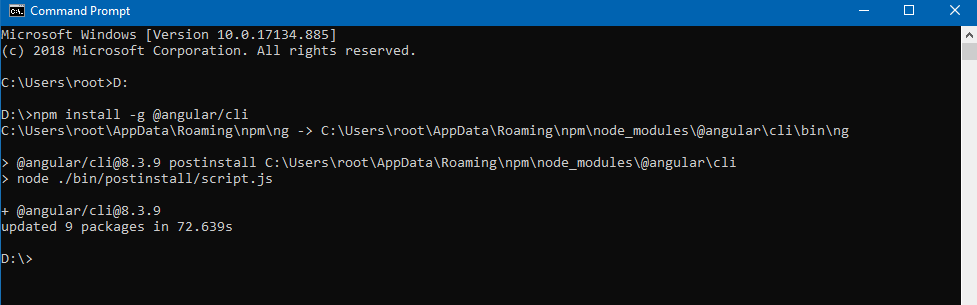 Command Prompt
Microsoft Windows [Version 10.0.17134.885]
(c) 2018 Microsoft Corporation. All rights reserved.
C:\Users\root>D:
D:\>npm install -g @angular/cli
C:\Users\root\AppData\Roaming\npm\ng -> C:\Users\root\AppData\Roaming\npm\node_modules\@angular\cli\bin\ng
> @angular/cli@8.3.9 postinstall C:\Users\root\AppData\Roaming\npm\node_modules\@angular\cli
> node ./bin/postinstall/script.js
+ @angular/cli@8.3.9
updated 9 packages in 72.639s
D:\>